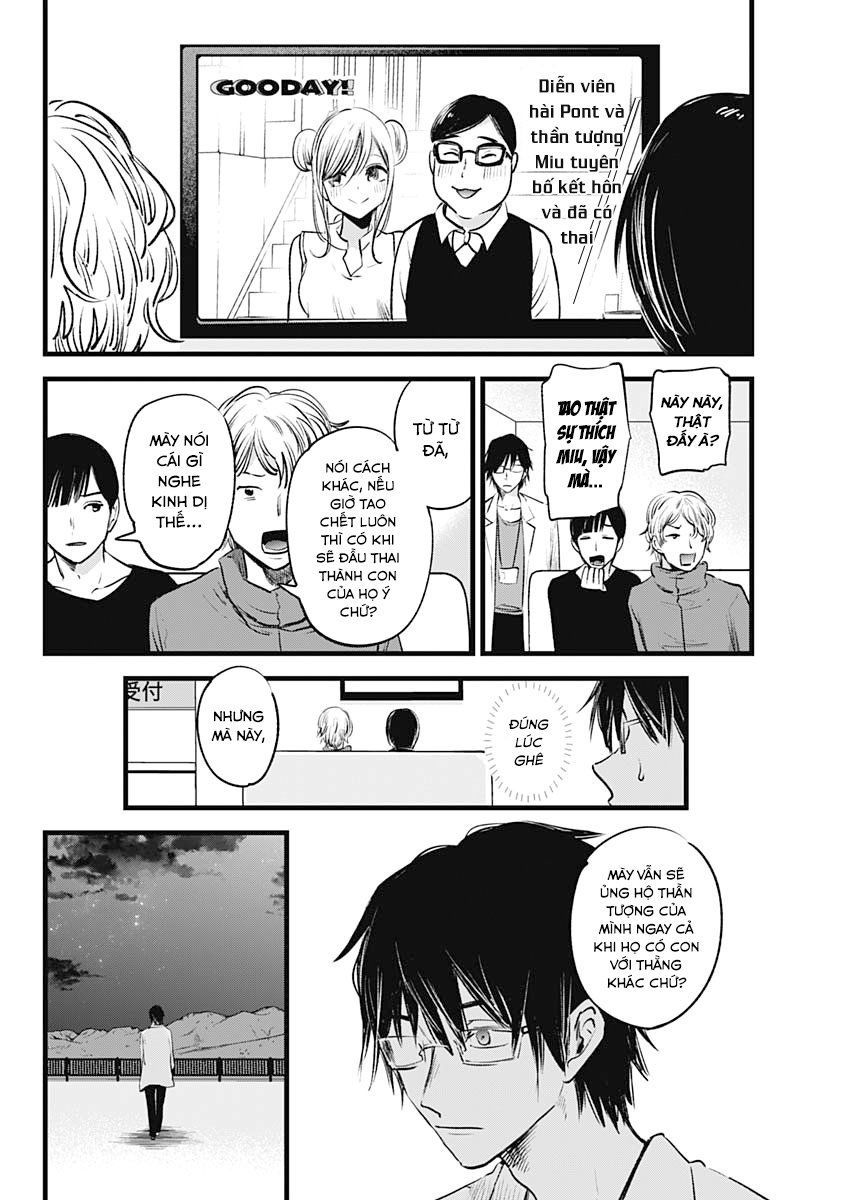 GOODAY!
Diễn viên
hài Pont và
thần tượng
Miu tuyên
bố kết hôn
và đã có
thai
NÀY NÀY,
THẬT
ĐẤY À?
TAO THẬT
SỰ THÍCH
MIU, VẬY
MÀ...
TỪ TỪ
ĐÃ,
NÓI CÁCH
KHÁC, NẾU
GIỜ TAO
CHẾT LUÔN
THÌ CÓ KHI
SẼ ĐẦU THAI
THÀNH CON
CỦA HỌ Ý
CHỨ?
MÀY NÓI
CÁI GÌ
NGHE
KINH DỊ
THẾ...
ĐÚNG
LÚC
GHÊ
受付
NHƯNG
MÀ NÀY,
MÀY VẪN SẼ
ỦNG HỘ THẦN
TƯỢNG CỦA
MÌNH NGAY CẢ
KHI HỌ CÓ CON
VỚI THẰNG
KHÁC CHỨ?